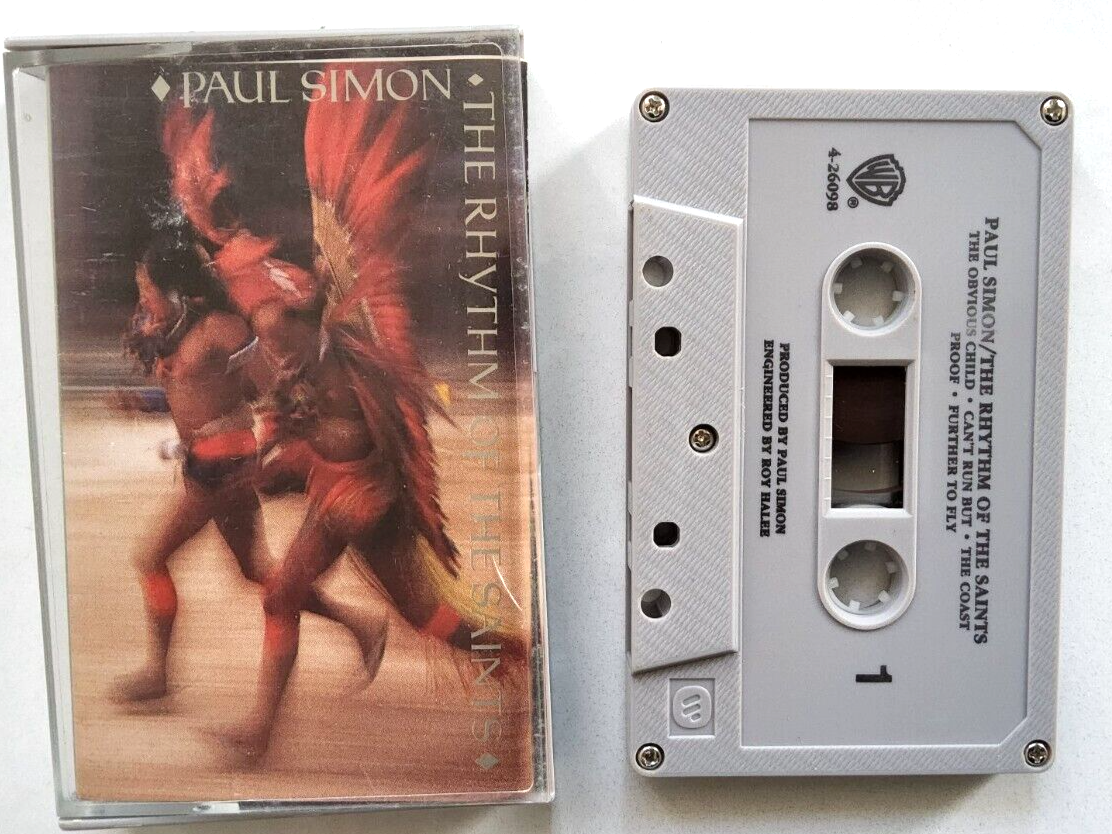 ♦ PAUL SIMON ♦
THE RHYTHM OF THE SAINTS ♦
WB ®
4-26098
PAUL SIMON/THE RHYTHM OF THE SAINTS
THE OBVIOUS CHILD • CAN'T RUN BUT • THE COAST
PROOF • FURTHER TO FLY
1
PRODUCED BY PAUL SIMON
ENGINEERED BY ROY HALEE